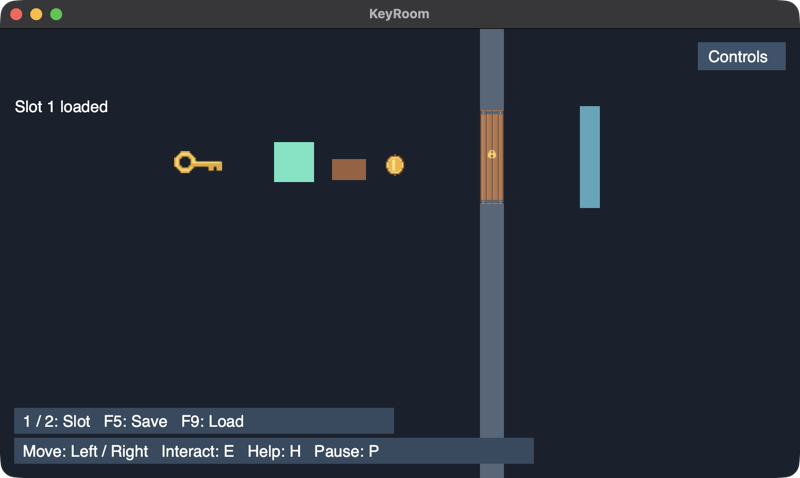 KeyRoom
Controls
Slot 1 loaded
1 / 2: Slot F5: Save F9: Load
Move: Left / Right Interact: E Help: H Pause: P